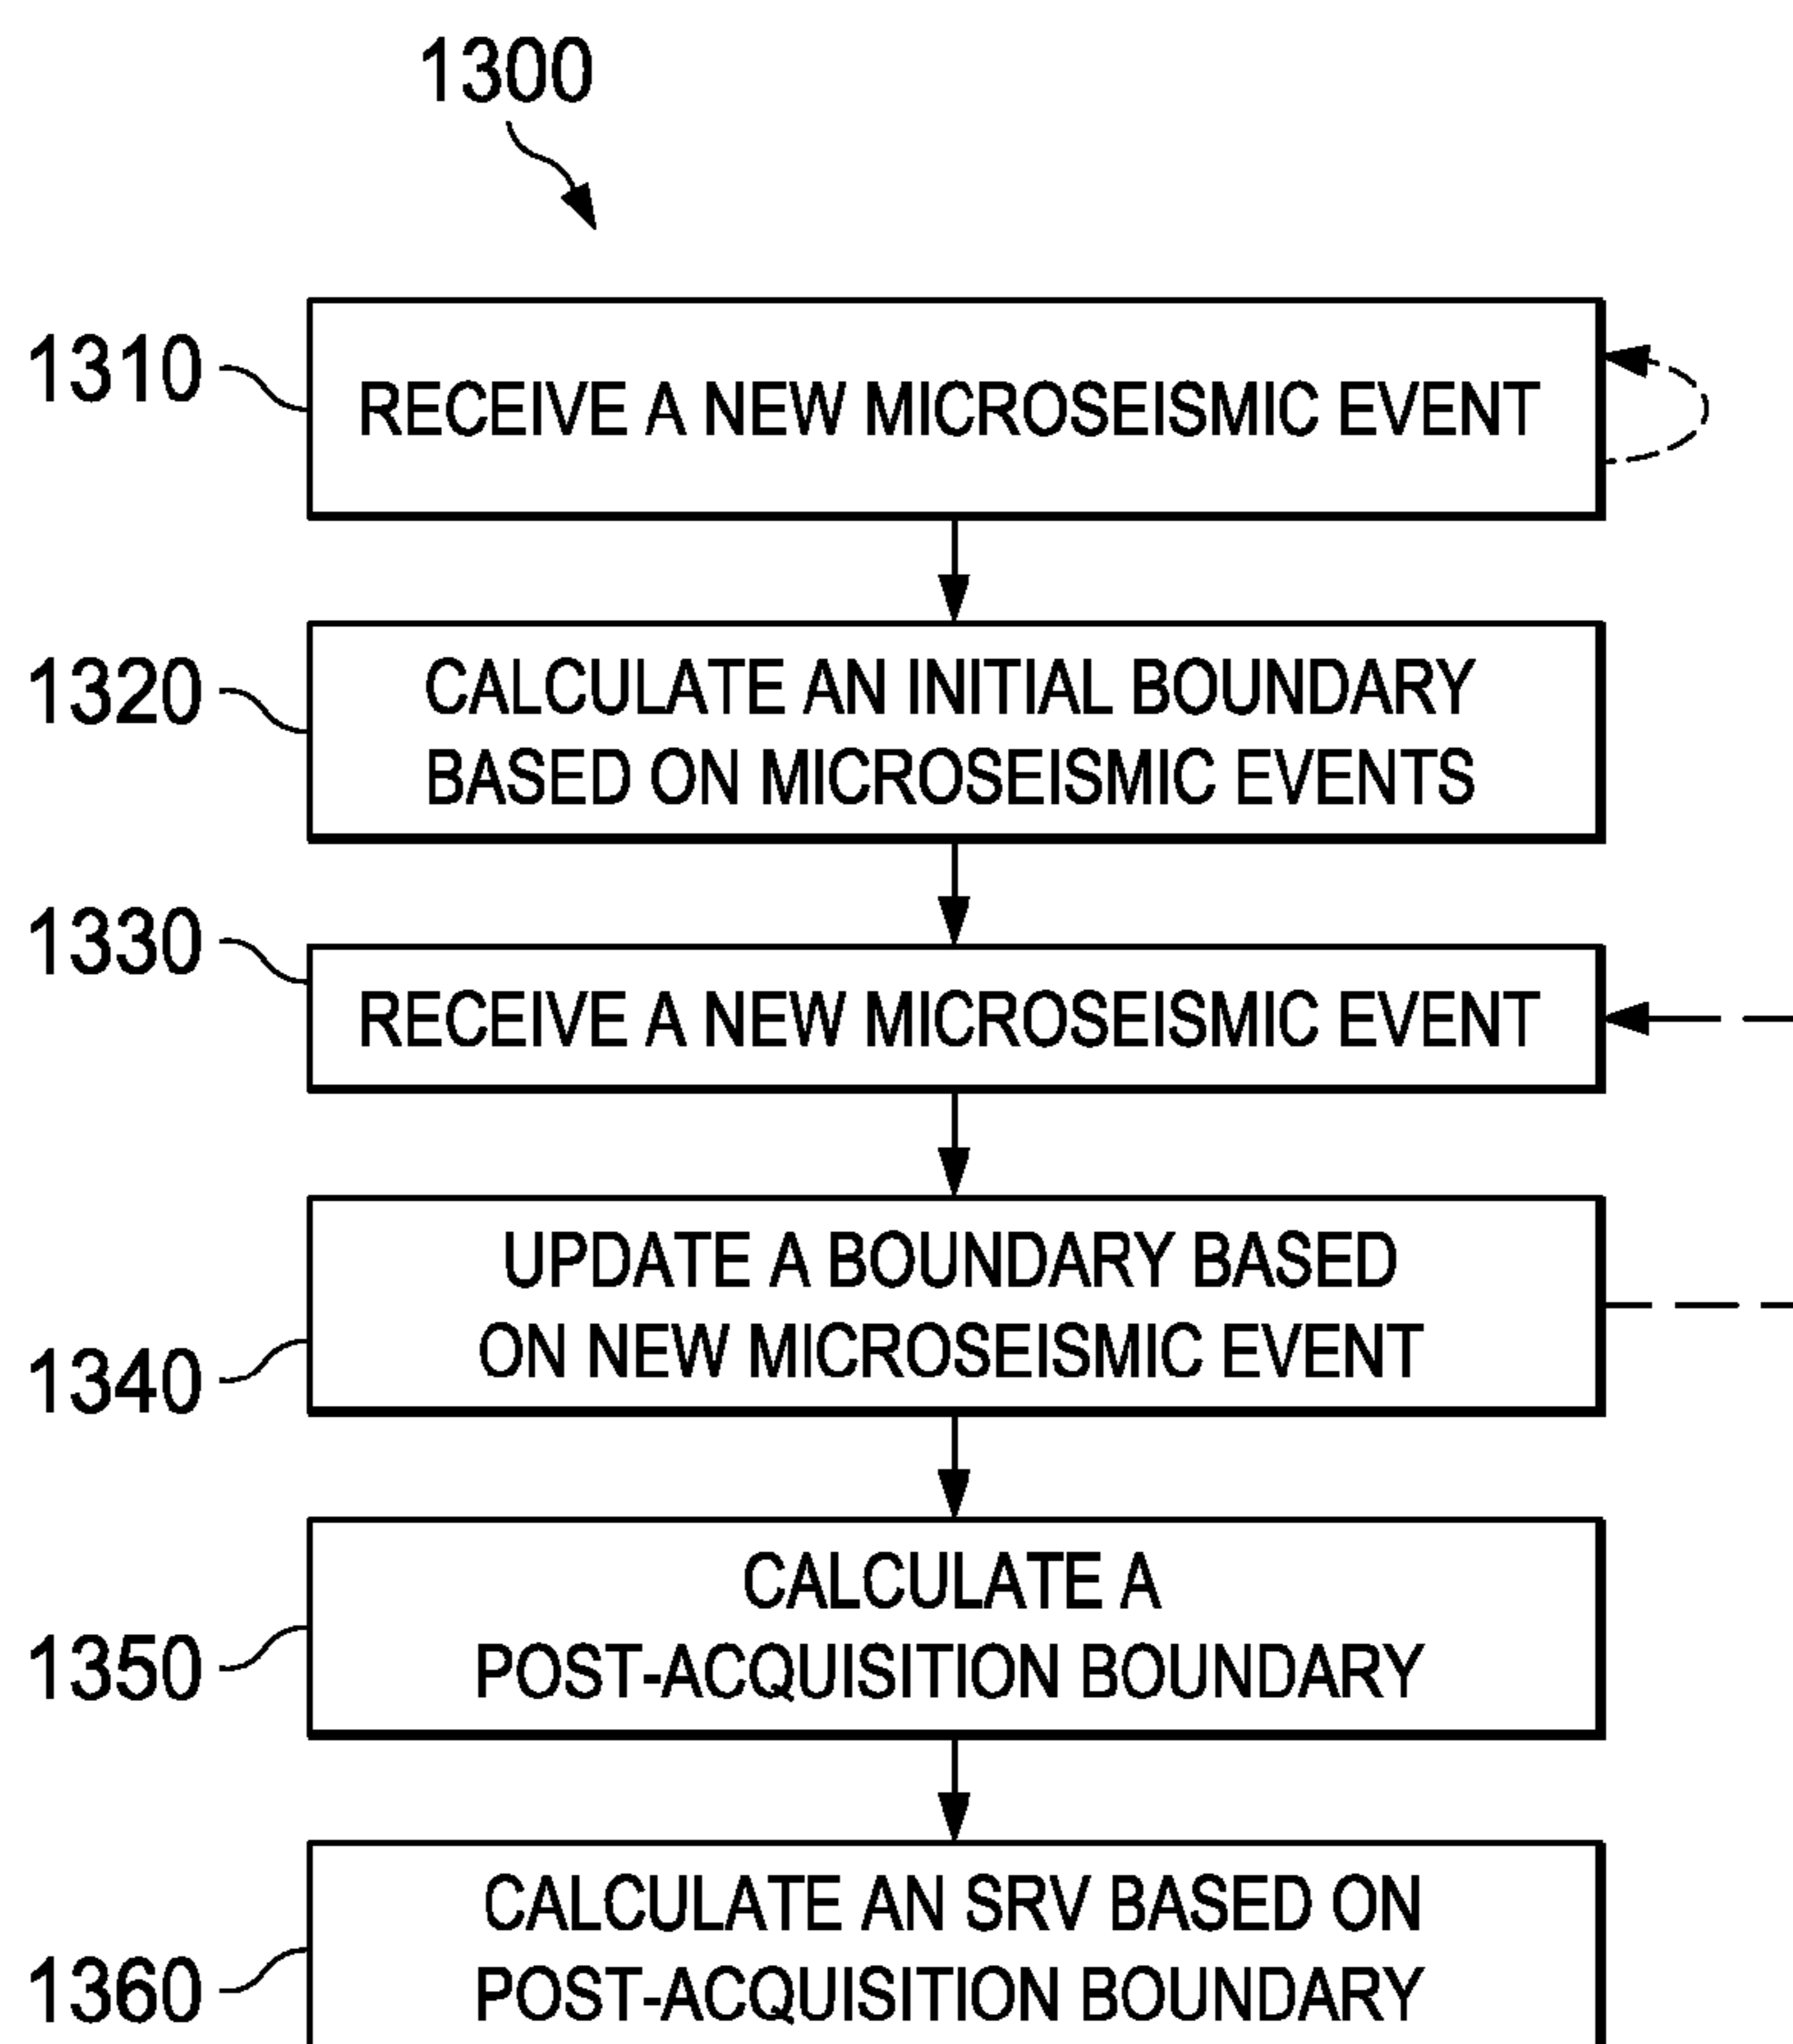 1300
1310
RECEIVE A NEW MICROSEISMIC EVENT
1320
CALCULATE AN INITIAL BOUNDARY
BASED ON MICROSEISMIC EVENTS
1330
RECEIVE A NEW MICROSEISMIC EVENT
1340
UPDATE A BOUNDARY BASED
ON NEW MICROSEISMIC EVENT
1350
CALCULATE A
POST-ACQUISITION BOUNDARY
1360
CALCULATE AN SRV BASED ON
POST-ACQUISITION BOUNDARY